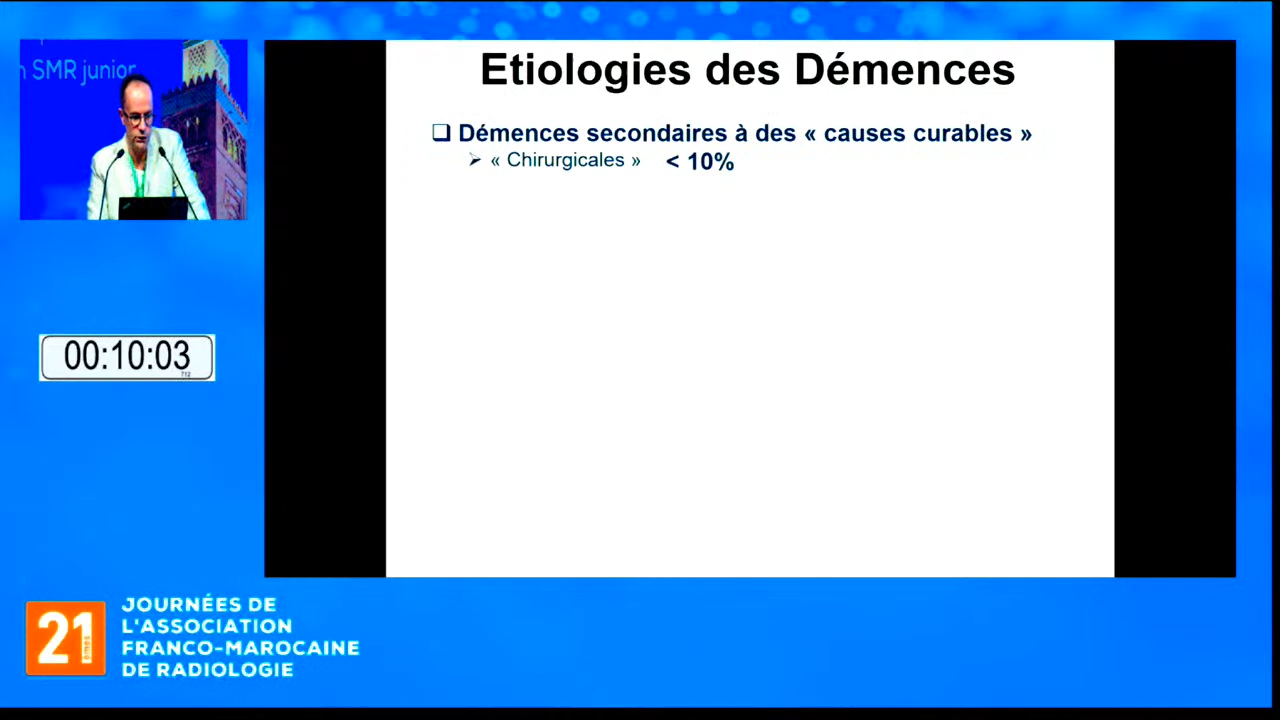 n SMR junior
Etiologies des Démences
❑ Démences secondaires à des « causes curables »
➢ « Chirurgicales » < 10%
00:10:03
21
èmes
JOURNÉES DE
L'ASSOCIATION
FRANCO-MAROCAINE
DE RADIOLOGIE